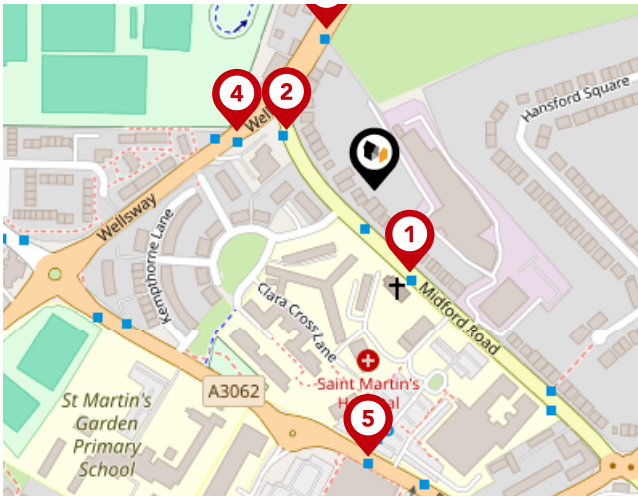 Hansford Square
4
2
Wells
Wellsway
Kempthorne Lane
1
Midford Road
Clara Cross Lane
Saint Martin's
A3062
St Martin's
Garden
Primary
School
5